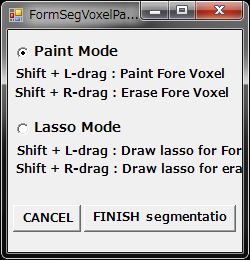 FormSegVoxelPa...
Paint Mode
Shift + L-drag : Paint Fore Voxel
Shift + R-drag : Erase Fore Voxel
Lasso Mode
Shift + L-drag : Draw lasso for For
Shift + R-drag : Draw lasso for era
CANCEL FINISH segmentatio